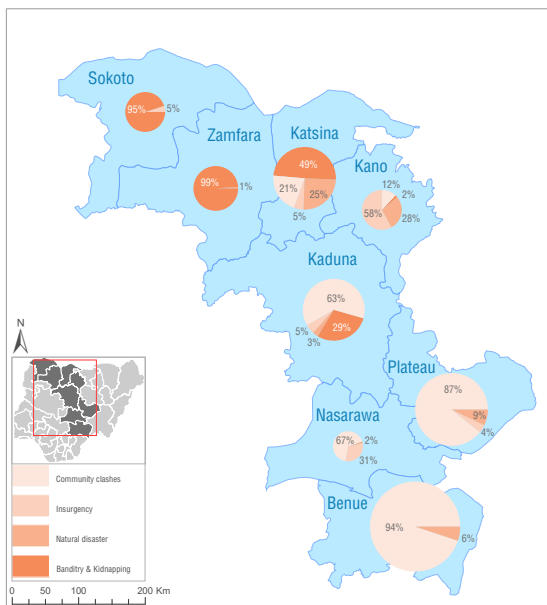 Sokoto
95%
5%
Zamfara
99%
1%
Katsina
49%
21%
25%
5%
Kano
12%
2%
58%
28%
Kaduna
63%
5%
3%
29%
Plateau
87%
9%
4%
Nasarawa
67%
2%
31%
Benue
94%
6%
N
Community clashes
Insurgency
Natural disaster
Banditry & Kidnapping
0 50 100 200 Km